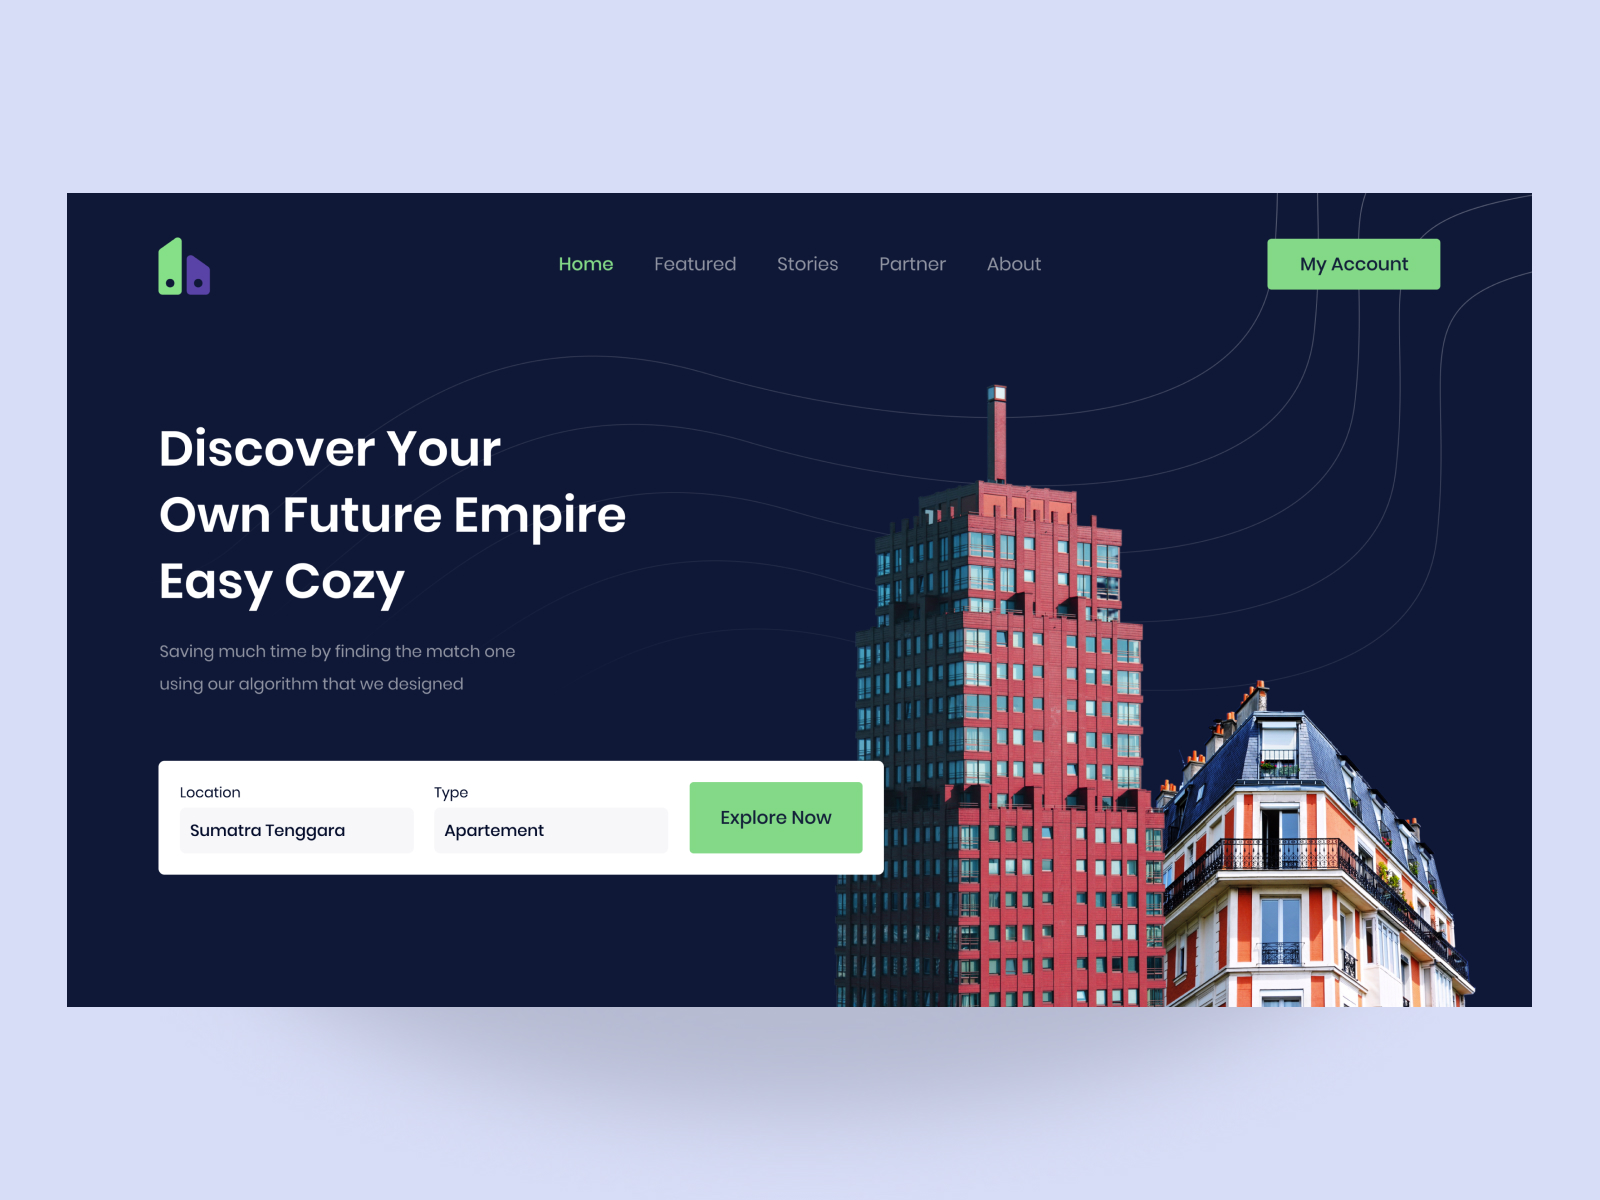 Home Featured Stories Partner About
My Account
Discover Your
Own Future Empire
Easy Cozy
Saving much time by finding the match one
using our algorithm that we designed
Location
Sumatra Tenggara
Type
Apartement
Explore Now